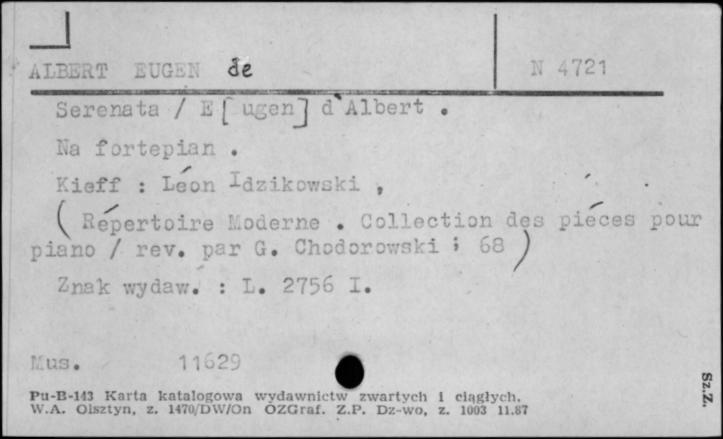 ALBERT EUGEN de N 4721
Serenata / E[ugen] d'Albert .
Na fortepian .
Kieff : Léon Idzikowski ,
( Répertoire Moderne . Collection des piéces pour
piano / rev. par G. Chodorowski ; 68 )
Znak wydaw. : L. 2756 I.
Mus. 11629
Pu-B-143 Karta katalogowa wydawnictw zwartych i ciągłych.
W.A. Olsztyn, z. 1470/DW/On OZGraf. Z.P. Dz-wo, z. 1003 11.87
Sz.Z.